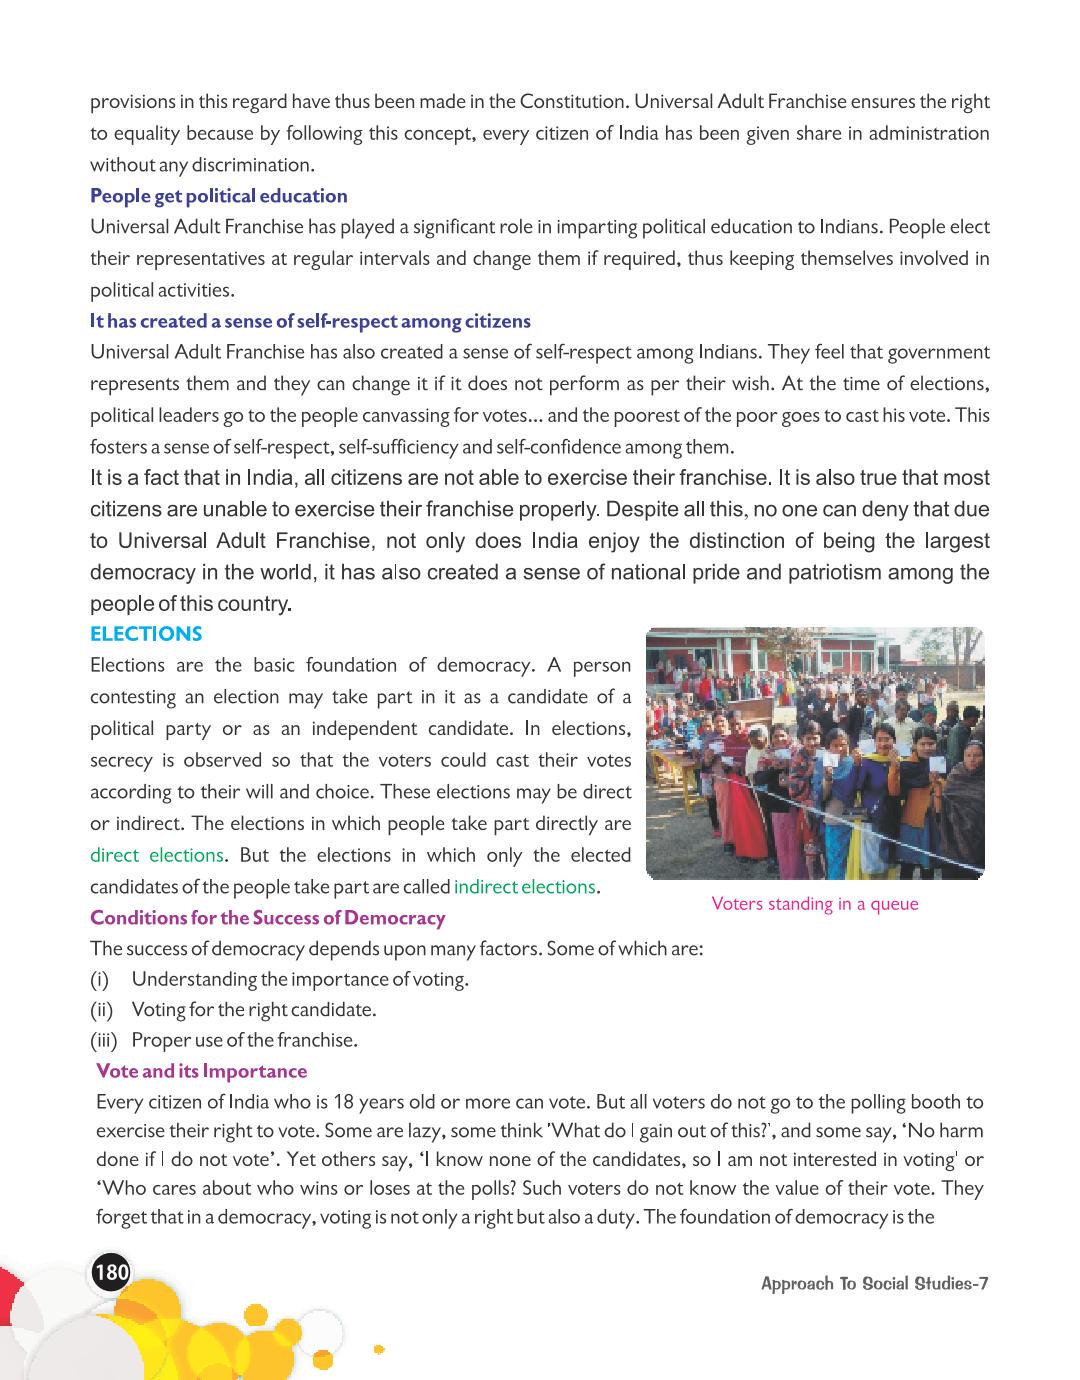 provisions in this regard have thus been made in the Constitution. Universal Adult Franchise ensures the right
to equality because by following this concept, every citizen of India has been given share in administration
without any discrimination.
People get political education
Universal Adult Franchise has played a significant role in imparting political education to Indians. People elect
their representatives at regular intervals and change them if required, thus keeping themselves involved in
political activities.
It has created a sense of self-respect among citizens
Universal Adult Franchise has also created a sense of self-respect among Indians. They feel that government
represents them and they can change it if it does not perform as per their wish. At the time of elections,
political leaders go to the people canvassing for votes... and the poorest of the poor goes to cast his vote. This
fosters a sense of self-respect, self-sufficiency and self-confidence among them.
It is a fact that in India, all citizens are not able to exercise their franchise. It is also true that most
citizens are unable to exercise their franchise properly. Despite all this, no one can deny that due
to Universal Adult Franchise, not only does India enjoy the distinction of being the largest
democracy in the world, it has also created a sense of national pride and patriotism among the
people of this country.
ELECTIONS
Elections are the basic foundation of democracy. A person
contesting an election may take part in it as a candidate of a
political party or as an independent candidate. In elections,
secrecy is observed so that the voters could cast their votes
according to their will and choice. These elections may be direct
or indirect. The elections in which people take part directly are
direct elections. But the elections in which only the elected
candidates of the people take part are called indirect elections.
Voters standing in a queue
Conditions for the Success of Democracy
The success of democracy depends upon many factors. Some of which are:
(i) Understanding the importance of voting.
(ii) Voting for the right candidate.
(iii) Proper use of the franchise.
Vote and its Importance
Every citizen of India who is 18 years old or more can vote. But all voters do not go to the polling booth to
exercise their right to vote. Some are lazy, some think 'What do I gain out of this?', and some say, ‘No harm
done if I do not vote’. Yet others say, ‘I know none of the candidates, so I am not interested in voting' or
‘Who cares about who wins or loses at the polls? Such voters do not know the value of their vote. They
forget that in a democracy, voting is not only a right but also a duty. The foundation of democracy is the
180
Approach To Social Studies-7